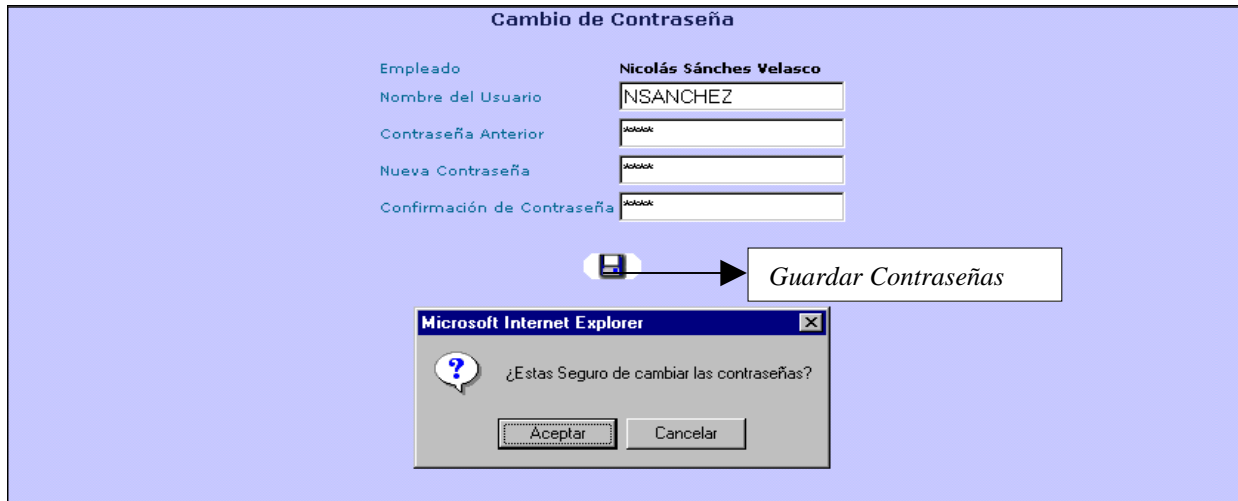 Cambio de Contraseña
Empleado Nicolás Sánches Velasco
Nombre del Usuario NSANCHEZ
Contraseña Anterior ****
Nueva Contraseña ****
Confirmación de Contraseña ****
Guardar Contraseñas
Microsoft Internet Explorer
¿Estas Seguro de cambiar las contraseñas?
Aceptar Cancelar